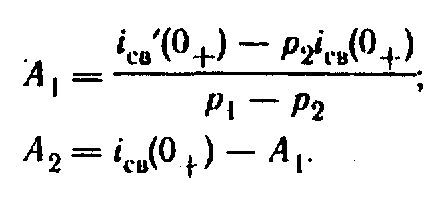 A₁ = (i_св′(0₊) − p₂i_св(0₊)) / (p₁ − p₂);
A₂ = i_св(0₊) − A₁.